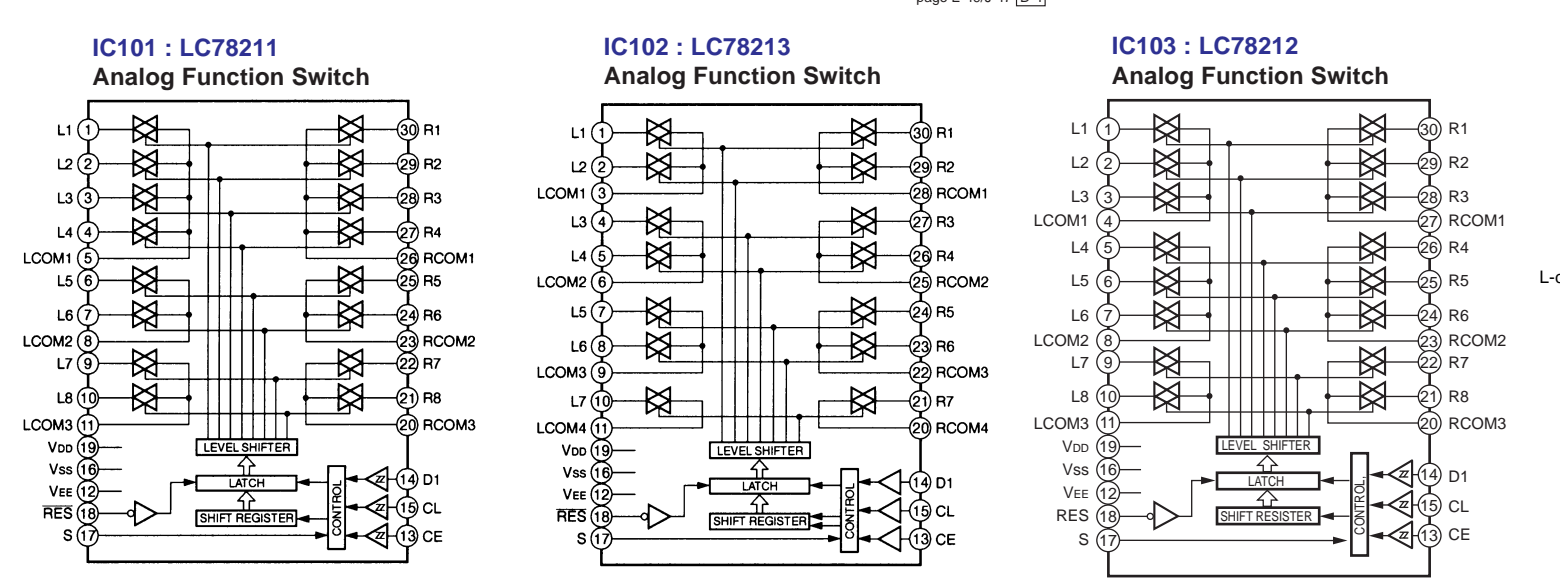 IC101 : LC78211
Analog Function Switch
L1 1 30 R1
L2 2 29 R2
L3 3 28 R3
L4 4 27 R4
LCOM1 5 26 RCOM1
L5 6 25 R5
L6 7 24 R6
LCOM2 8 23 RCOM2
L7 9 22 R7
L8 10 21 R8
LCOM3 11 20 RCOM3
VDD 19 LEVEL SHIFTER
VSS 16
VEE 12 LATCH CONTROL 14 D1
RES 18 SHIFT REGISTER 15 CL
S 17 13 CE
IC102 : LC78213
Analog Function Switch
L1 1 30 R1
L2 2 29 R2
LCOM1 3 28 RCOM1
L3 4 27 R3
L4 5 26 R4
LCOM2 6 25 RCOM2
L5 7 24 R5
L6 8 23 R6
LCOM3 9 22 RCOM3
L7 10 21 R7
LCOM4 11 20 RCOM4
VDD 19 LEVEL SHIFTER
Vss 16
VEE 12 LATCH CONTROL 14 D1
RES 18 SHIFT REGISTER 15 CL
S 17 13 CE
IC103 : LC78212
Analog Function Switch
L1 1 30 R1
L2 2 29 R2
L3 3 28 R3
LCOM1 4 27 RCOM1
L4 5 26 R4
L5 6 25 R5
L6 7 24 R6
LCOM2 8 23 RCOM2
L7 9 22 R7
L8 10 21 R8
LCOM3 11 20 RCOM3
VDD 19 LEVEL SHIFTER
Vss 16
VEE 12 LATCH CONTROL, 14 D1
RES 18 SHIFT RESISTER 15 CL
S 17 13 CE